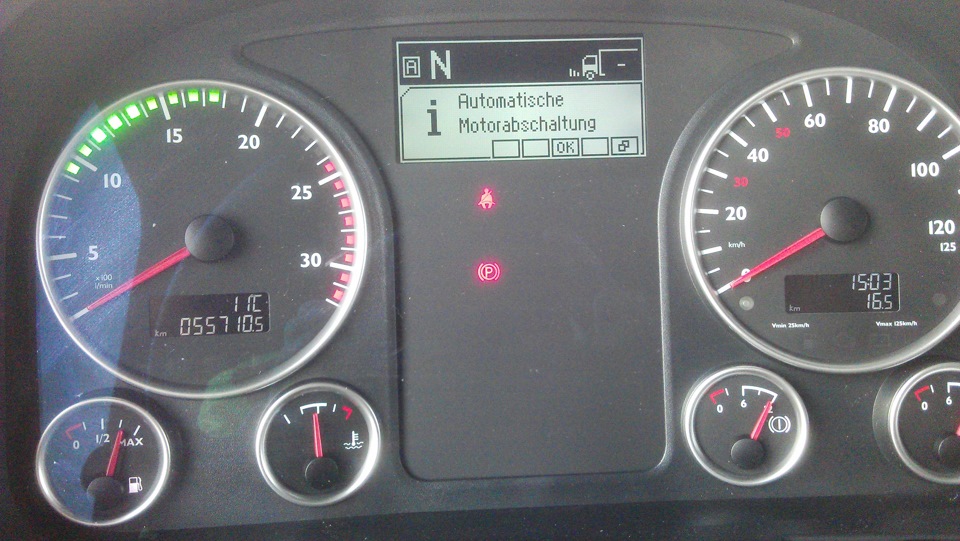 A N -
i Automatische
Motorabschaltung
OK
5 10 15 20 25 30
x100
l/min
11°C
km 055710.5
0 1/2 MAX
P
20 30 40 50 60 80 100 120
125
km/h
0
15:03
km 16.5
Vmin 25km/h Vmax 125km/h
0 6
0 6